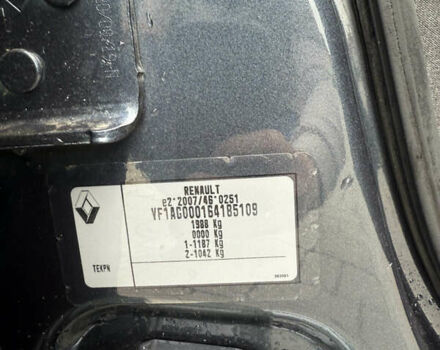 RENAULT
e2*2007/46*0251
VF1AG000164185109
1988 Kg
0000 Kg
1-1187 Kg
2-1042 Kg
TEKPN